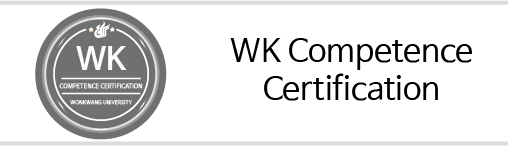 WK
COMPETENCE CERTIFICATION
WONKWANG UNIVERSITY
WK Competence
Certification